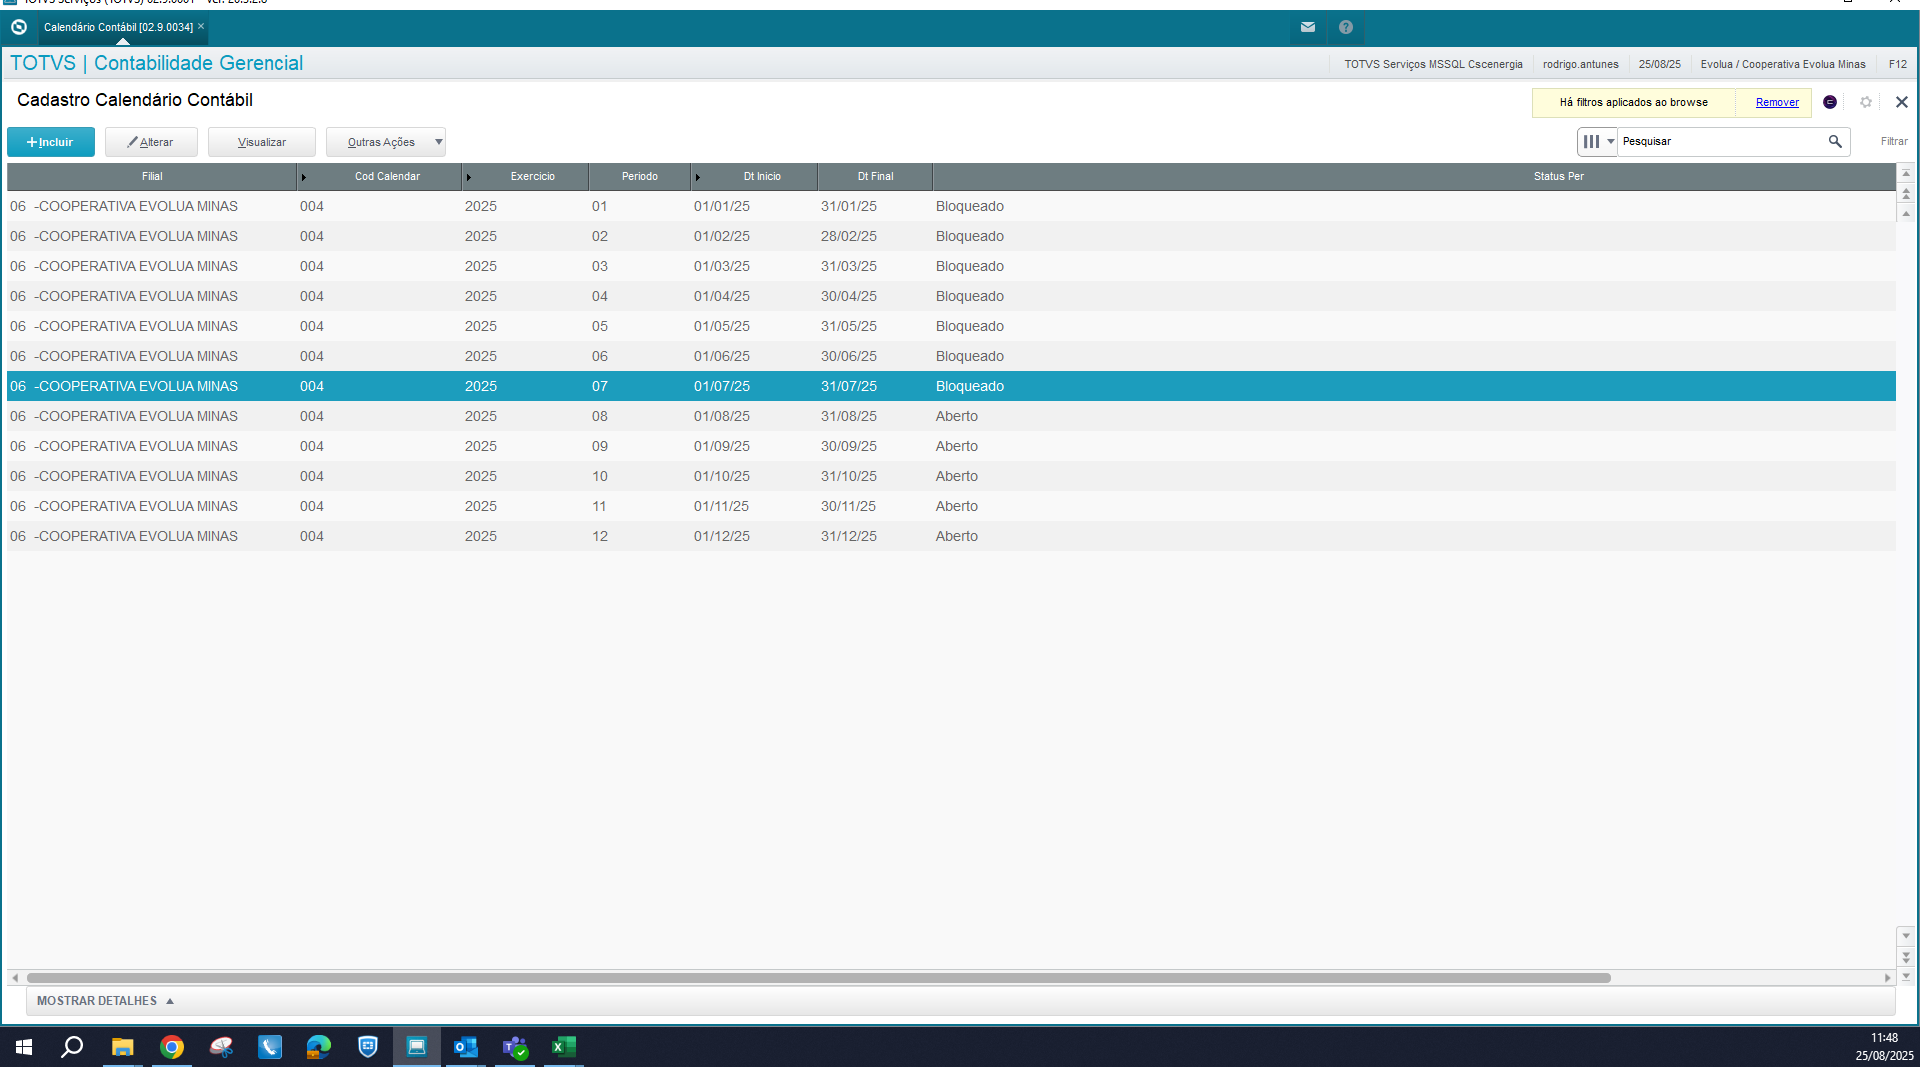 Calendário Contábil [02.9.0034] ×
TOTVS | Contabilidade Gerencial
TOTVS Serviços MSSQL Cscenergia rodrigo.antunes 25/08/25 Evolua / Cooperativa Evolua Minas F12
Cadastro Calendário Contábil
Há filtros aplicados ao browse Remover
+ Incluir Alterar Visualizar Outras Ações Pesquisar Filtrar
Filial Cod Calendar Exercicio Periodo Dt Inicio Dt Final Status Per
06 -COOPERATIVA EVOLUA MINAS 004 2025 01 01/01/25 31/01/25 Bloqueado
06 -COOPERATIVA EVOLUA MINAS 004 2025 02 01/02/25 28/02/25 Bloqueado
06 -COOPERATIVA EVOLUA MINAS 004 2025 03 01/03/25 31/03/25 Bloqueado
06 -COOPERATIVA EVOLUA MINAS 004 2025 04 01/04/25 30/04/25 Bloqueado
06 -COOPERATIVA EVOLUA MINAS 004 2025 05 01/05/25 31/05/25 Bloqueado
06 -COOPERATIVA EVOLUA MINAS 004 2025 06 01/06/25 30/06/25 Bloqueado
06 -COOPERATIVA EVOLUA MINAS 004 2025 07 01/07/25 31/07/25 Bloqueado
06 -COOPERATIVA EVOLUA MINAS 004 2025 08 01/08/25 31/08/25 Aberto
06 -COOPERATIVA EVOLUA MINAS 004 2025 09 01/09/25 30/09/25 Aberto
06 -COOPERATIVA EVOLUA MINAS 004 2025 10 01/10/25 31/10/25 Aberto
06 -COOPERATIVA EVOLUA MINAS 004 2025 11 01/11/25 30/11/25 Aberto
06 -COOPERATIVA EVOLUA MINAS 004 2025 12 01/12/25 31/12/25 Aberto
MOSTRAR DETALHES
11:48
25/08/2025